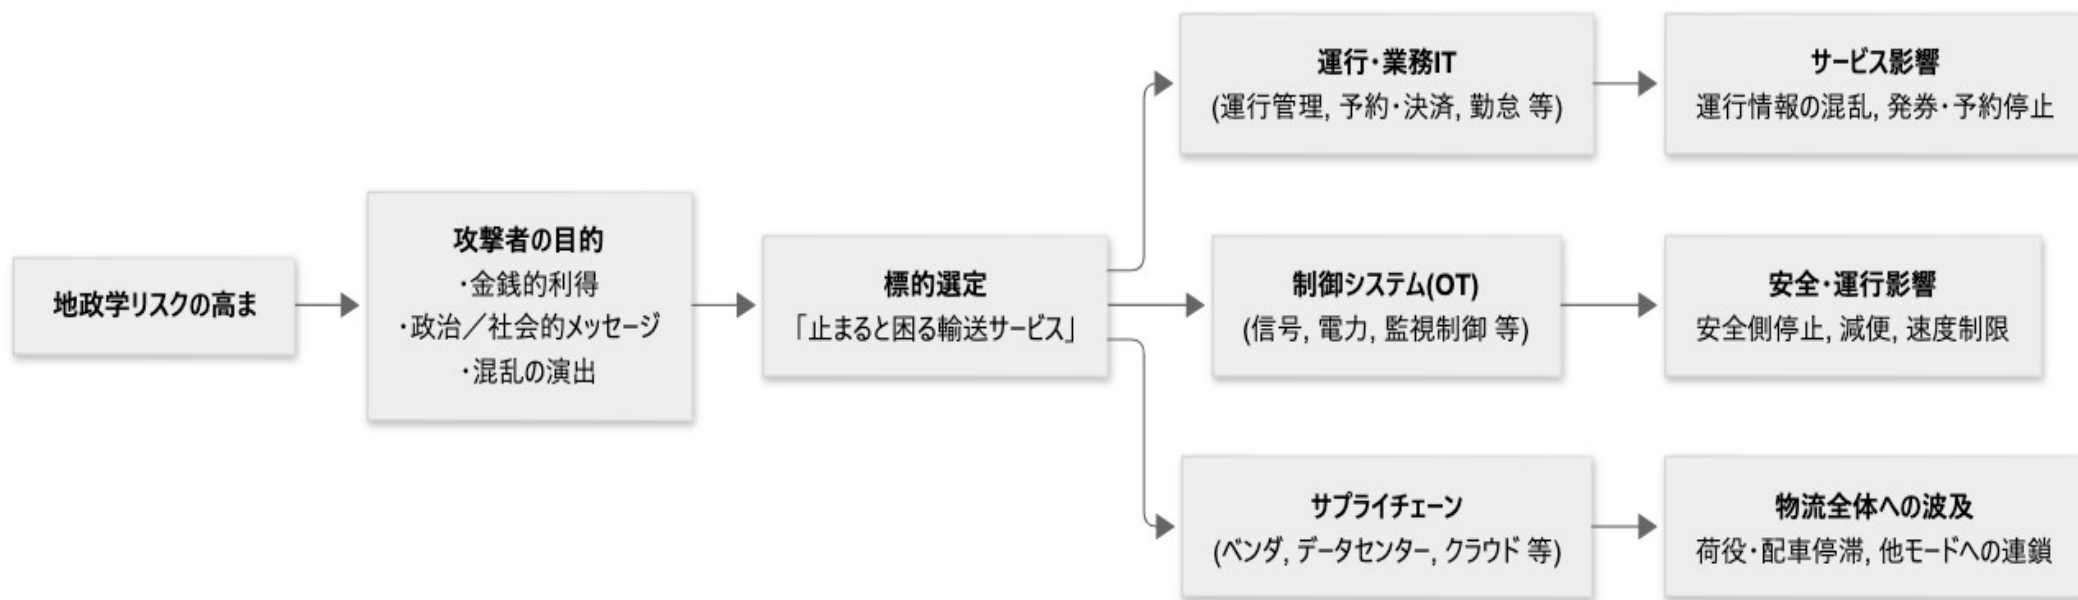 地政学リスクの高ま
攻撃者の目的
・金銭的利得
・政治／社会的メッセージ
・混乱の演出
標的選定
「止まると困る輸送サービス」
運行・業務IT
(運行管理, 予約・決済, 勤怠 等)
サービス影響
運行情報の混乱, 発券・予約停止
制御システム(OT)
(信号, 電力, 監視制御 等)
安全・運行影響
安全側停止, 減便, 速度制限
サプライチェーン
(ベンダ, データセンター, クラウド 等)
物流全体への波及
荷役・配車停滞, 他モードへの連鎖